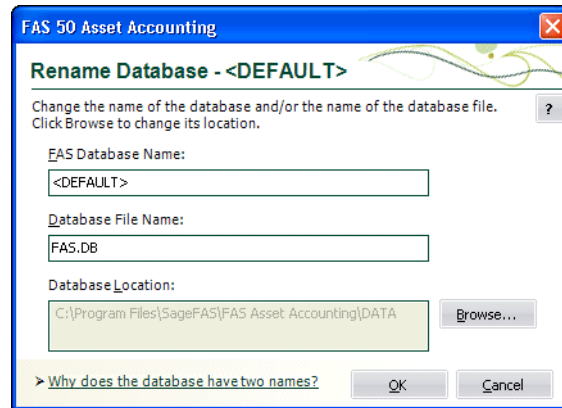 FAS 50 Asset Accounting
Rename Database - <DEFAULT>
Change the name of the database and/or the name of the database file.
Click Browse to change its location.
?
FAS Database Name:
<DEFAULT>
Database File Name:
FAS.DB
Database Location:
C:\Program Files\SageFAS\FAS Asset Accounting\DATA
Browse...
➤ Why does the database have two names?
OK
Cancel